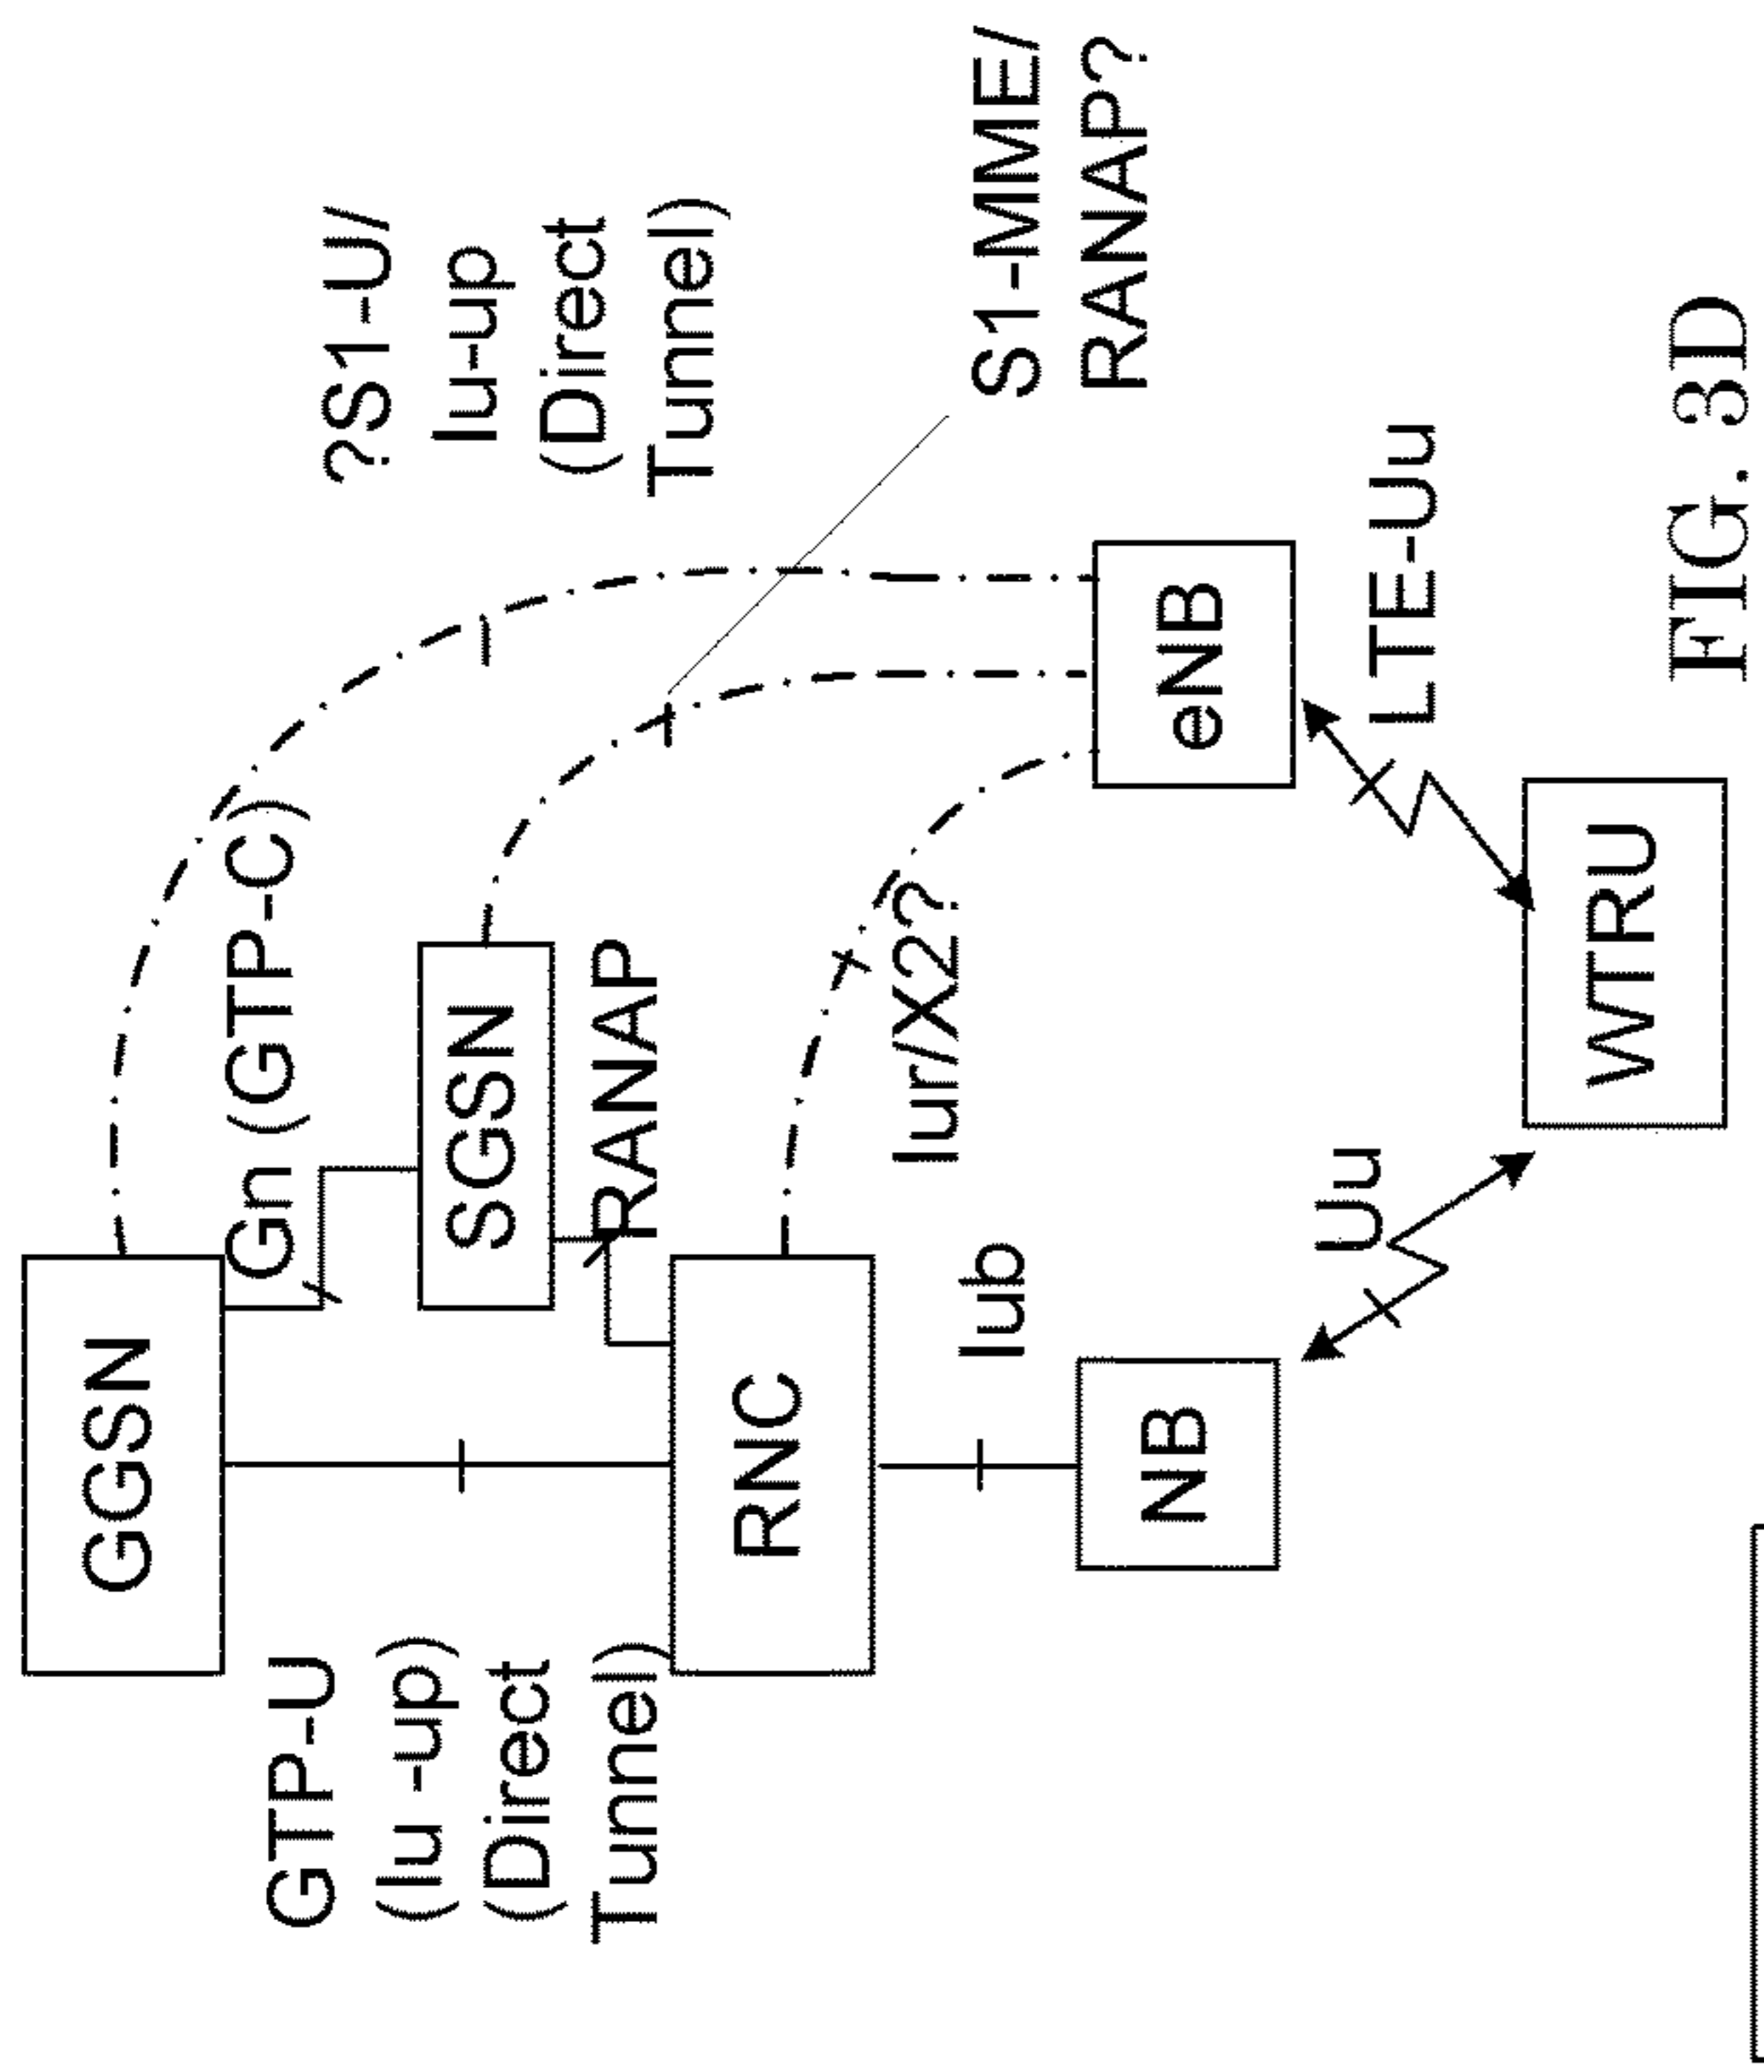 GGSN
GTP-U
(Iu -up)
(Direct
Tunnel)
Gn (GTP-C)
?S1-U/
Iu-up
(Direct
Tunnel)
SGSN
RANAP
RNC
Iur/X2?
S1-MME/
RANAP?
Iub
NB
eNB
Uu
LTE-Uu
WTRU
FIG. 3D